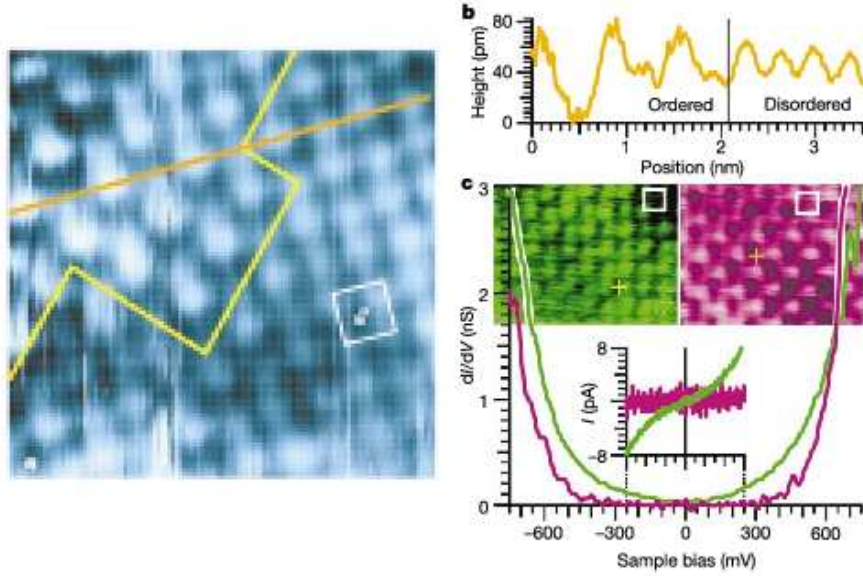 b
80
40
0
Height (pm)
Ordered
Disordered
0
1
2
3
Position (nm)
c
3
2
1
0
dI/dV (nS)
8
-8
I (pA)
−600
−300
0
300
600
Sample bias (mV)